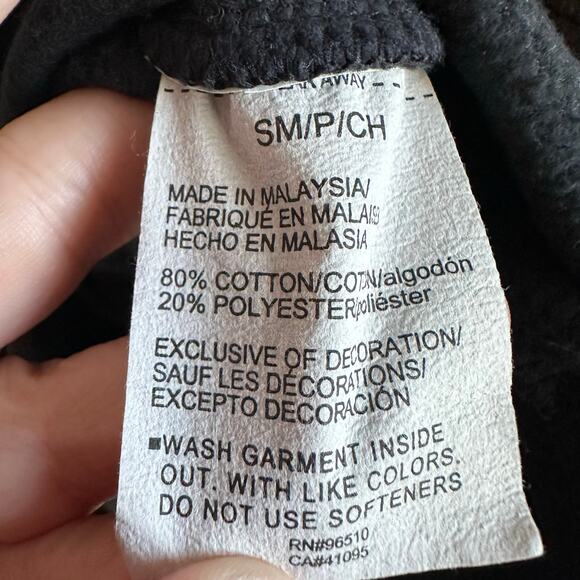 AWAY
SM/P/CH
MADE IN MALAYSIA/
FABRIQUÉ EN MALAIS
HECHO EN MALASIA
80% COTTON/COTN/algodón
20% POLYESTER/poliéster
EXCLUSIVE OF DECORATION/
SAUF LES DÉCORATIONS/
EXCEPTO DECORACIÓN
■WASH GARMENT INSIDE
OUT. WITH LIKE COLORS.
DO NOT USE SOFTENERS
RN#96510
CA#41095